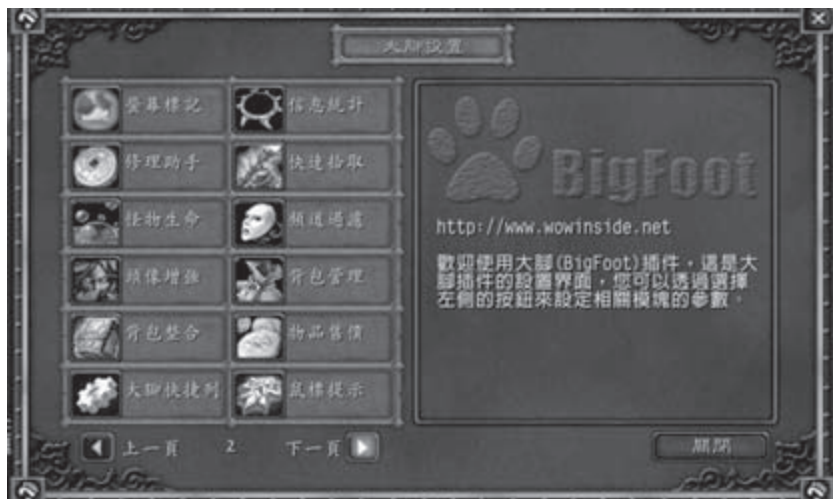 大腳設置
螢幕標記
信息統計
修理助手
快速拾取
怪物生命
頻道過濾
頭像增強
背包管理
背包整合
物品售價
大腳快捷列
鼠標提示
上一頁 2 下一頁
BigFoot
http://www.wowinside.net
歡迎使用大腳(BigFoot)插件，這是大
腳插件的設置界面，您可以透過選擇
左側的按鈕來設定相關模塊的參數。
關閉